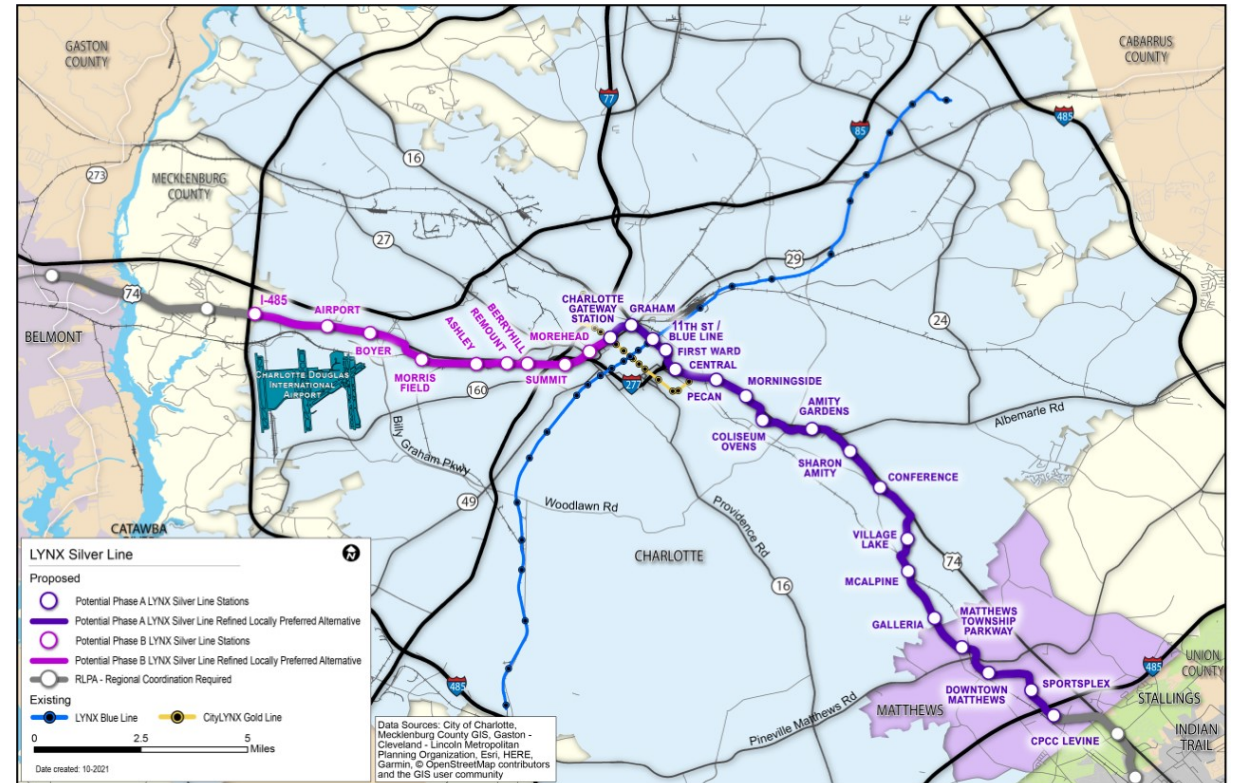 GASTON
COUNTY
CABARRUS
COUNTY
77
85
485
16
273
MECKLENBURG
COUNTY
27
29
74
I-485
AIRPORT
BOYER
MORRIS
FIELD
ASHLEY
REMOUNT
BERRYHILL
SUMMIT
MOREHEAD
CHARLOTTE
GATEWAY
STATION
GRAHAM
11TH ST /
BLUE LINE
FIRST WARD
CENTRAL
PECAN
MORNINGSIDE
COLISEUM
OVENS
AMITY
GARDENS
SHARON
AMITY
CONFERENCE
VILLAGE
LAKE
MCALPINE
GALLERIA
MATTHEWS
TOWNSHIP
PARKWAY
DOWNTOWN
MATTHEWS
SPORTSPLEX
CPCC LEVINE
BELMONT
CHARLOTTE DOUGLAS
INTERNATIONAL
AIRPORT
160
277
24
Albemarle Rd
Billy Graham Pkwy
49
Woodlawn Rd
Providence Rd
CHARLOTTE
16
74
CATAWBA
485
Pineville Matthews Rd
MATTHEWS
485
UNION
COUNTY
STALLINGS
INDIAN
TRAIL
LYNX Silver Line
N
Proposed
Potential Phase A LYNX Silver Line Stations
Potential Phase A LYNX Silver Line Refined Locally Preferred Alternative
Potential Phase B LYNX Silver Line Stations
Potential Phase B LYNX Silver Line Refined Locally Preferred Alternative
RLPA - Regional Coordination Required
Existing
LYNX Blue Line
CityLYNX Gold Line
0 2.5 5
Miles
Date created: 10-2021
Data Sources: City of Charlotte,
Mecklenburg County GIS, Gaston -
Cleveland - Lincoln Metropolitan
Planning Organization, Esri, HERE,
Garmin, © OpenStreetMap contributors
and the GIS user community